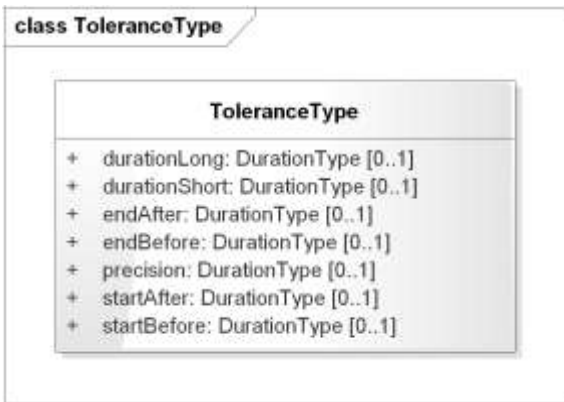 class ToleranceType
ToleranceType
+ durationLong: DurationType [0..1]
+ durationShort: DurationType [0..1]
+ endAfter: DurationType [0..1]
+ endBefore: DurationType [0..1]
+ precision: DurationType [0..1]
+ startAfter: DurationType [0..1]
+ startBefore: DurationType [0..1]